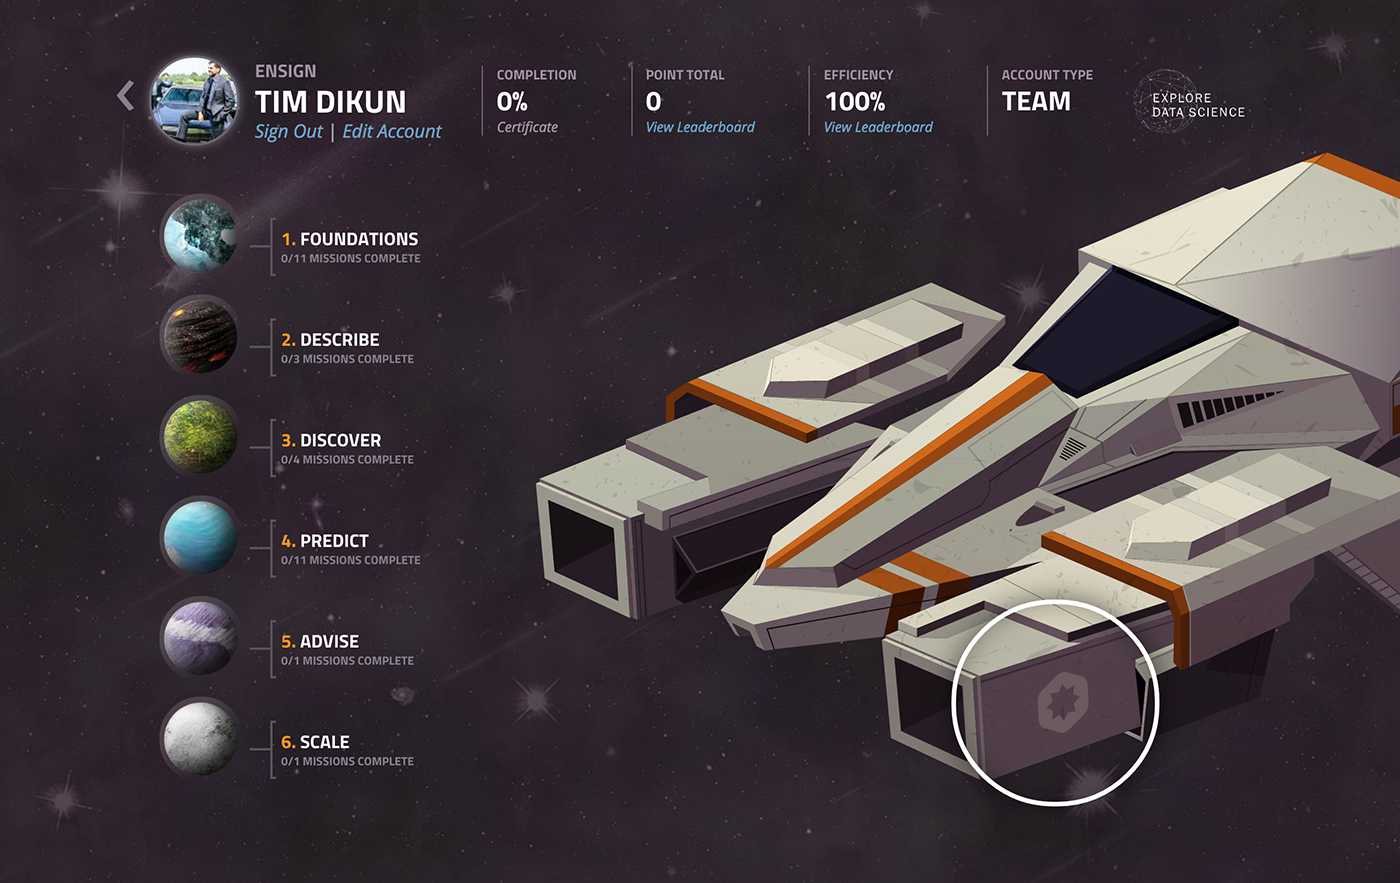 ENSIGN
TIM DIKUN
Sign Out | Edit Account
COMPLETION
0%
Certificate
POINT TOTAL
0
View Leaderboard
EFFICIENCY
100%
View Leaderboard
ACCOUNT TYPE
TEAM
EXPLORE
DATA SCIENCE
1. FOUNDATIONS
0/11 MISSIONS COMPLETE
2. DESCRIBE
0/3 MISSIONS COMPLETE
3. DISCOVER
0/4 MISSIONS COMPLETE
4. PREDICT
0/11 MISSIONS COMPLETE
5. ADVISE
0/1 MISSIONS COMPLETE
6. SCALE
0/1 MISSIONS COMPLETE